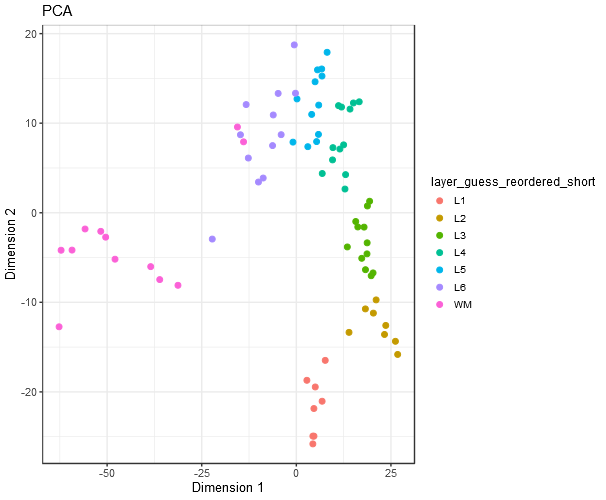 PCA
20
10
0
-10
-20
Dimension 2
-50
-25
0
25
Dimension 1
layer_guess_reordered_short
L1
L2
L3
L4
L5
L6
WM